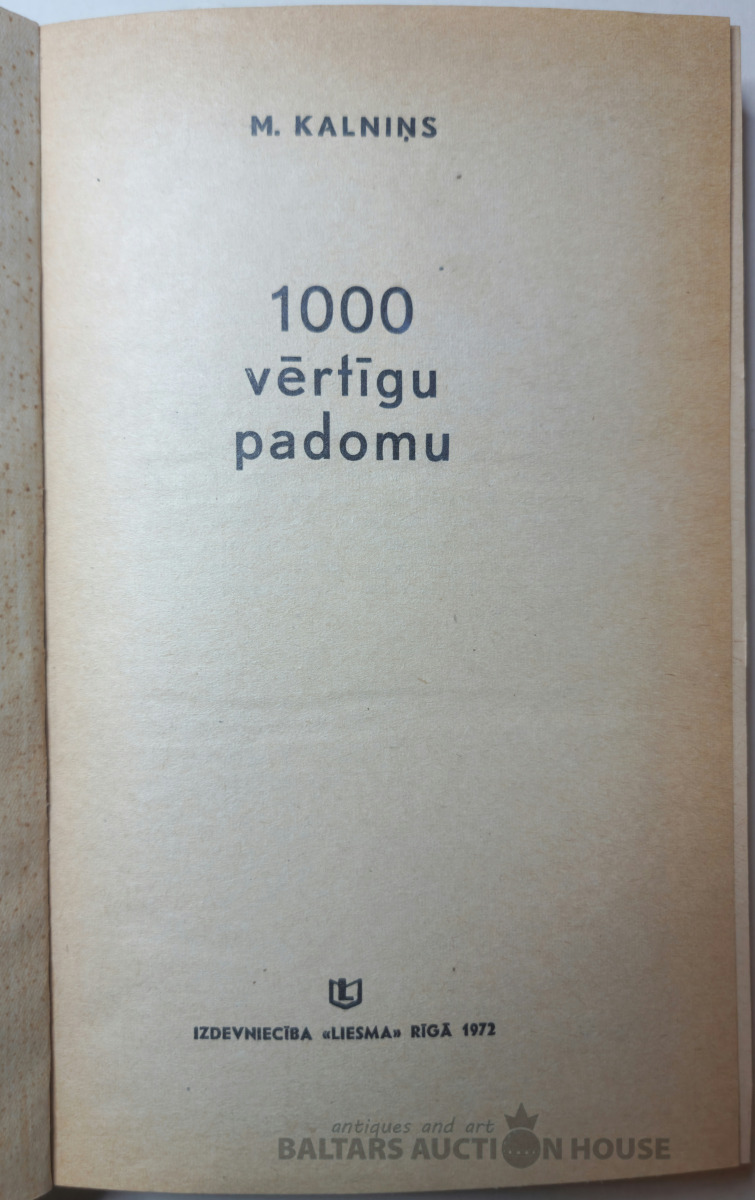 M. KALNIŅŠ
1000
vērtīgu
padomu
L
IZDEVNIECĪBA «LIESMA» RĪGĀ 1972
antiques and art
BALTARS AUCTION HOUSE